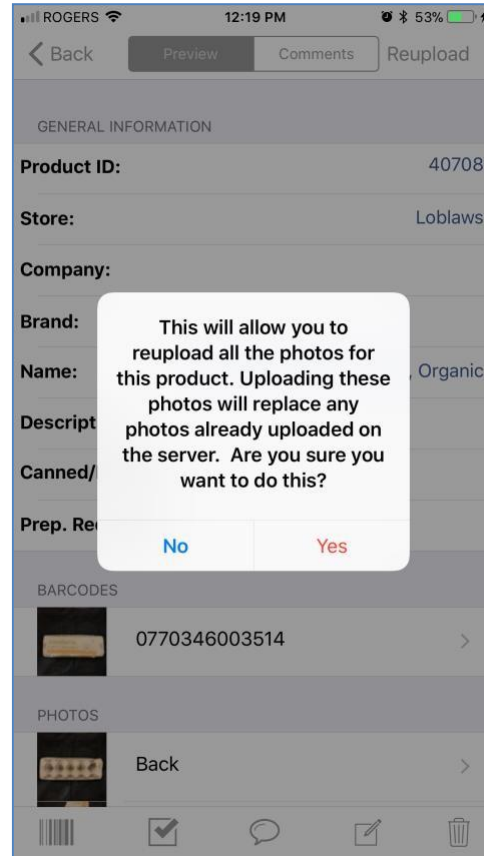 ROGERS 12:19 PM 53%
Back Preview Comments Reupload
GENERAL INFORMATION
Product ID: 40708
Store: Loblaws
Company:
Brand:
Name: , Organic
Descript
Canned/
Prep. Re
This will allow you to
reupload all the photos for
this product. Uploading these
photos will replace any
photos already uploaded on
the server. Are you sure you
want to do this?
No Yes
BARCODES
0770346003514
PHOTOS
Back